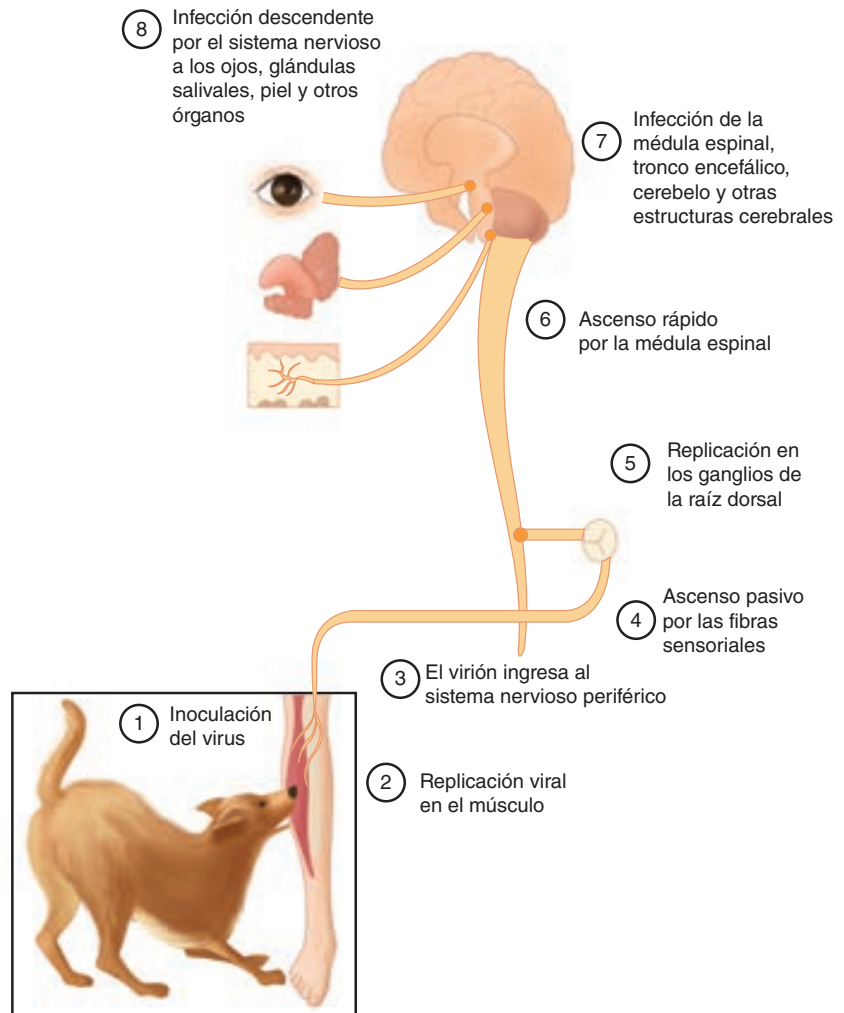 8
Infección descendente
por el sistema nervioso
a los ojos, glándulas
salivales, piel y otros
órganos
7
Infección de la
médula espinal,
tronco encefálico,
cerebelo y otras
estructuras cerebrales
6
Ascenso rápido
por la médula espinal
5
Replicación en
los ganglios de
la raíz dorsal
4
Ascenso pasivo
por las fibras
sensoriales
3
El virión ingresa al
sistema nervioso periférico
1
Inoculación
del virus
2
Replicación viral
en el músculo